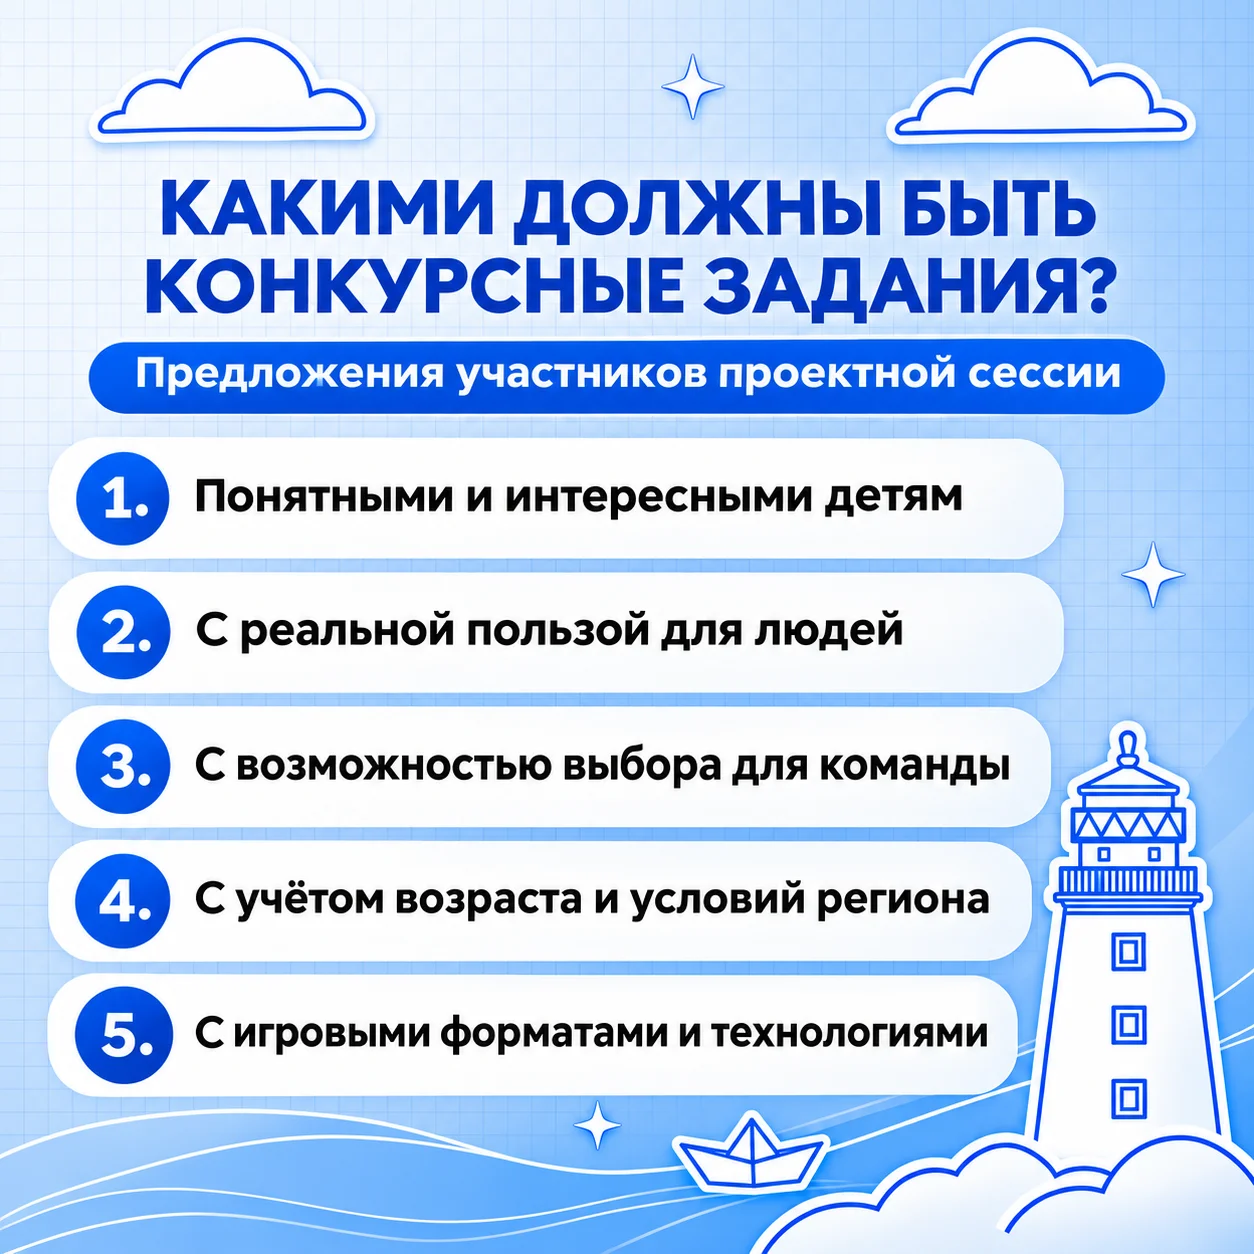 КАКИМИ ДОЛЖНЫ БЫТЬ
КОНКУРСНЫЕ ЗАДАНИЯ?
Предложения участников проектной сессии
1. Понятными и интересными детям
2. С реальной пользой для людей
3. С возможностью выбора для команды
4. С учётом возраста и условий региона
5. С игровыми форматами и технологиями